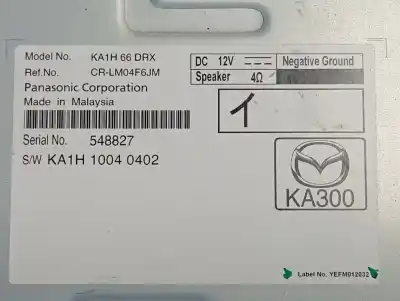 Model No. KA1H 66 DRX
Ref.No. CR-LM04F6JM
Panasonic Corporation
Made in Malaysia
Serial No. 548827
S/W KA1H 1004 0402
DC 12V Negative Ground
Speaker 4Ω
イ
KA300
Label No. YEFM012032